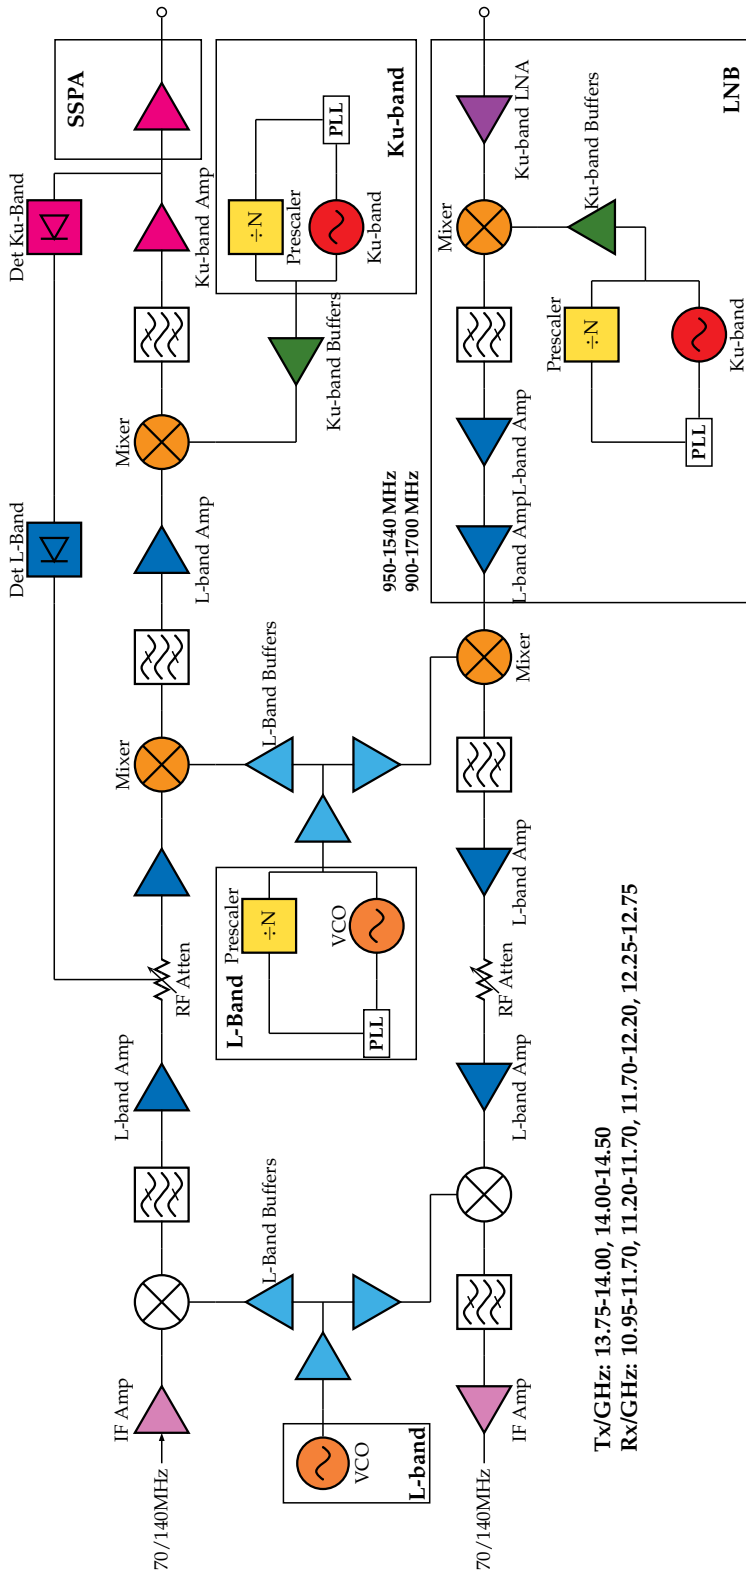 70/140MHz
IF Amp
L-band Amp
RF Atten
Mixer
L-band Amp
Mixer
Ku-band Amp
SSPA
Det L-Band
Det Ku-Band
L-Band Buffers
L-Band Buffers
VCO
L-band
L-Band
Prescaler
÷N
VCO
PLL
Ku-band Buffers
÷N
Prescaler
Ku-band
PLL
Ku-band
70/140MHz
IF Amp
L-band Amp
RF Atten
L-band Amp
Mixer
950-1540 MHz
900-1700 MHz
L-band Amp
L-band Amp
Mixer
Ku-band LNA
Ku-band Buffers
Prescaler
÷N
Ku-band
PLL
LNB
Tx/GHz: 13.75-14.00, 14.00-14.50
Rx/GHz: 10.95-11.70, 11.20-11.70, 11.70-12.20, 12.25-12.75